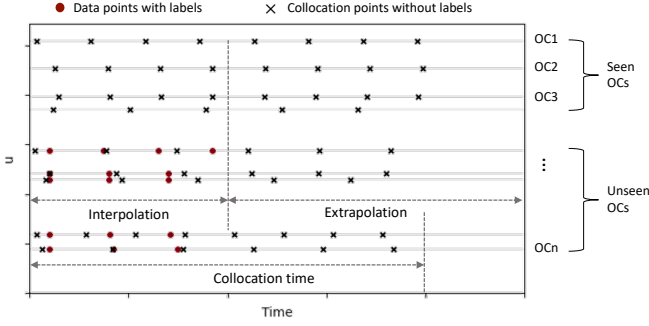 Data points with labels
Collocation points without labels
OC1
OC2
OC3
Seen
OCs
u
⋮
Unseen
OCs
Interpolation
Extrapolation
OCn
Collocation time
Time